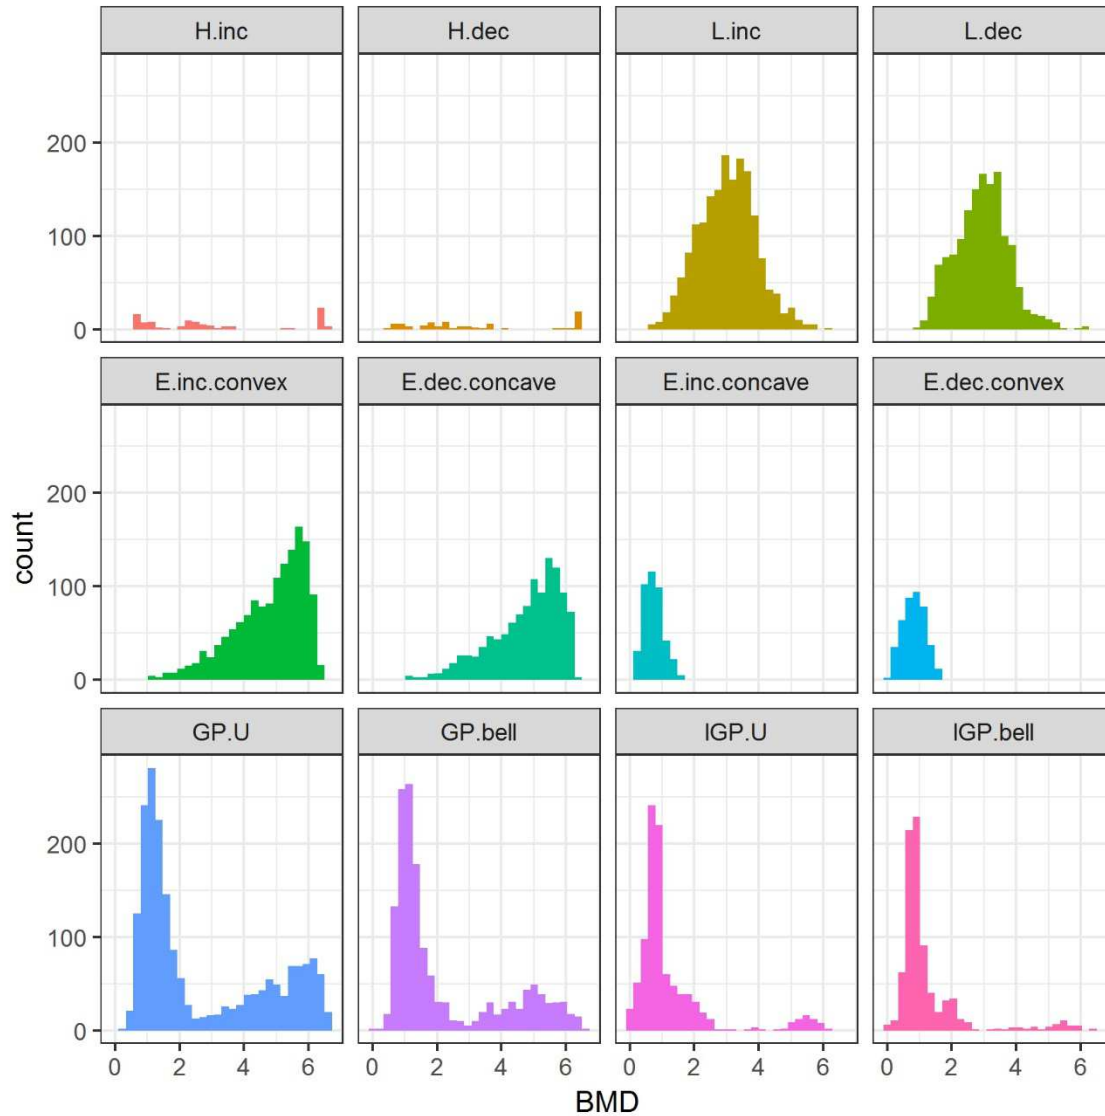 H.inc H.dec L.inc L.dec
200
100
0
E.inc.convex E.dec.concave E.inc.concave E.dec.convex
200
100
0
count
GP.U GP.bell IGP.U IGP.bell
200
100
0
0 2 4 6 0 2 4 6 0 2 4 6 0 2 4 6
BMD